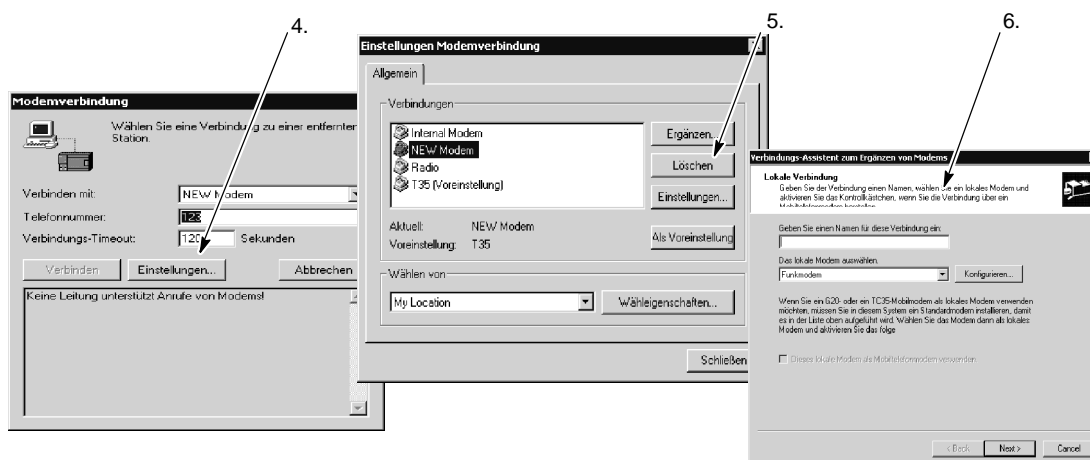 4.
5.
6.
Modemverbindung
Wählen Sie eine Verbindung zu einer entfernten
Station.
Verbinden mit:
NEW Modem
Telefonnummer:
123
Verbindungs-Timeout:
120
Sekunden
Verbinden
Einstellungen...
Abbrechen
Keine Leitung unterstützt Anrufe von Modems!
Einstellungen Modemverbindung
Allgemein
Verbindungen
Internal Modem
NEW Modem
Radio
T35 (Voreinstellung)
Ergänzen...
Löschen
Einstellungen...
Als Voreinstellung
Aktuell: NEW Modem
Voreinstellung: T35
Wählen von
My Location
Wähleigenschaften...
Schließen
Verbindungs-Assistent zum Ergänzen von Modems
Lokale Verbindung
Geben Sie der Verbindung einen Namen, wählen Sie ein lokales Modem und
aktivieren Sie das Kontrollkästchen, wenn Sie die Verbindung über ein
Mobiltelefonmodem herstellen.
Geben Sie einen Namen für diese Verbindung ein:
Das lokale Modem auswählen.
Funkmodem
Konfigurieren...
Wenn Sie ein G20- oder ein TC35-Mobilmodem als lokales Modem verwenden
möchten, müssen Sie in diesem System ein Standardmodem installieren, damit
es in der Liste oben aufgeführt wird. Wählen Sie das Modem dann als lokales
Modem und aktivieren Sie das folge
Dieses lokale Modem als Mobiltelefonmodem verwenden
< Back
Next >
Cancel